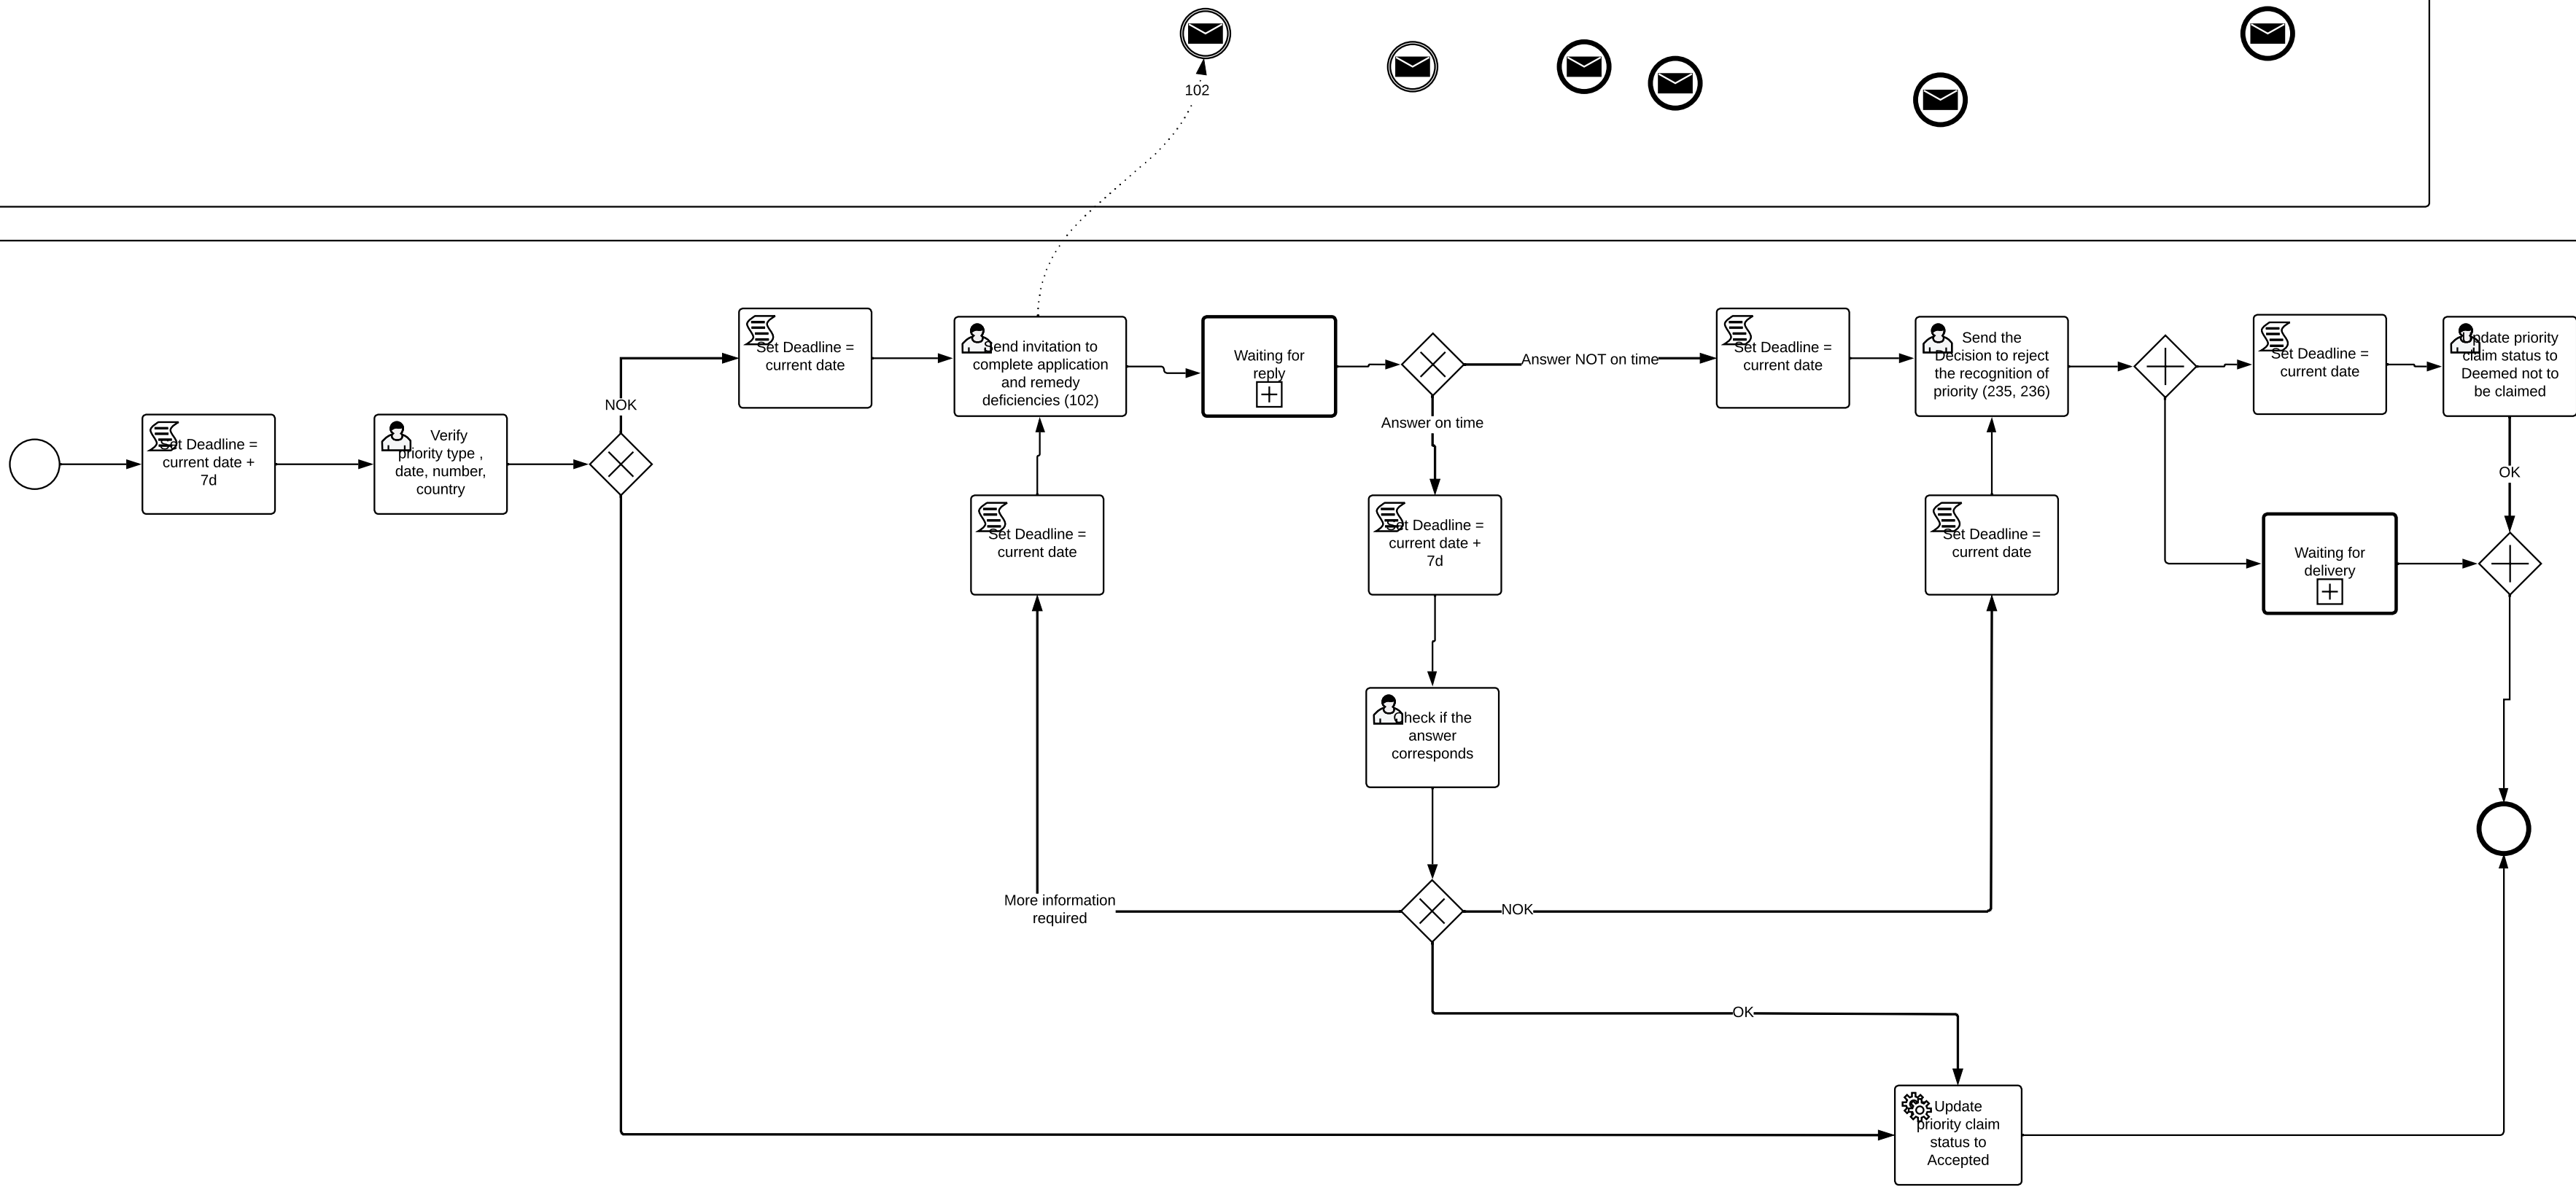 102
Set Deadline =
current date
Send invitation to
complete application
and remedy
deficiencies (102)
Waiting for
reply
Answer NOT on time
Set Deadline =
current date
Send the
Decision to reject
the recognition of
priority (235, 236)
Set Deadline =
current date
Update priority
claim status to
Deemed not to
be claimed
NOK
Answer on time
Set Deadline =
current date +
7d
Verify
priority type ,
date, number,
country
OK
Set Deadline =
current date
Set Deadline =
current date +
7d
Set Deadline =
current date
Waiting for
delivery
Check if the
answer
corresponds
More information
required
NOK
OK
Update
priority claim
status to
Accepted